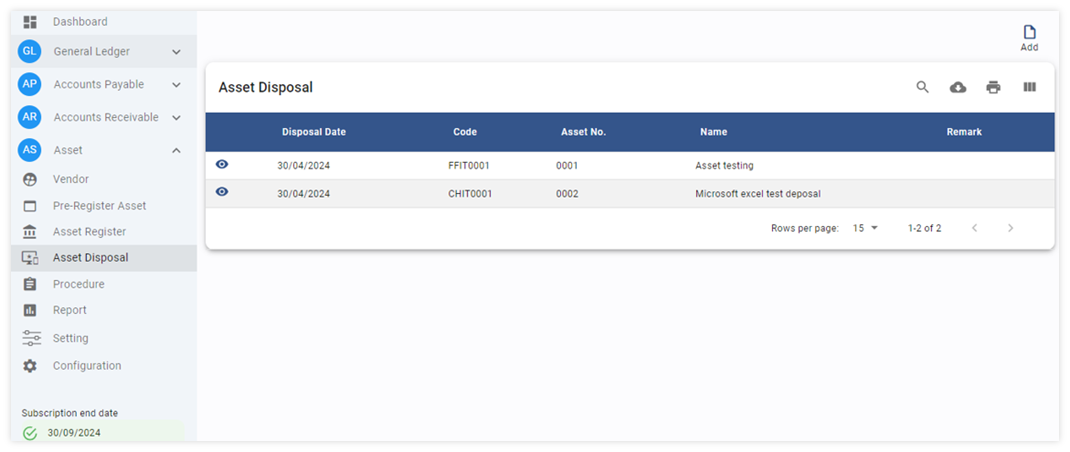 Dashboard
GL General Ledger
AP Accounts Payable
AR Accounts Receivable
AS Asset
Vendor
Pre-Register Asset
Asset Register
Asset Disposal
Procedure
Report
Setting
Configuration
Subscription end date
30/09/2024
Add
Asset Disposal
Disposal Date Code Asset No. Name Remark
30/04/2024 FFIT0001 0001 Asset testing
30/04/2024 CHIT0001 0002 Microsoft excel test deposal
Rows per page: 15 1-2 of 2